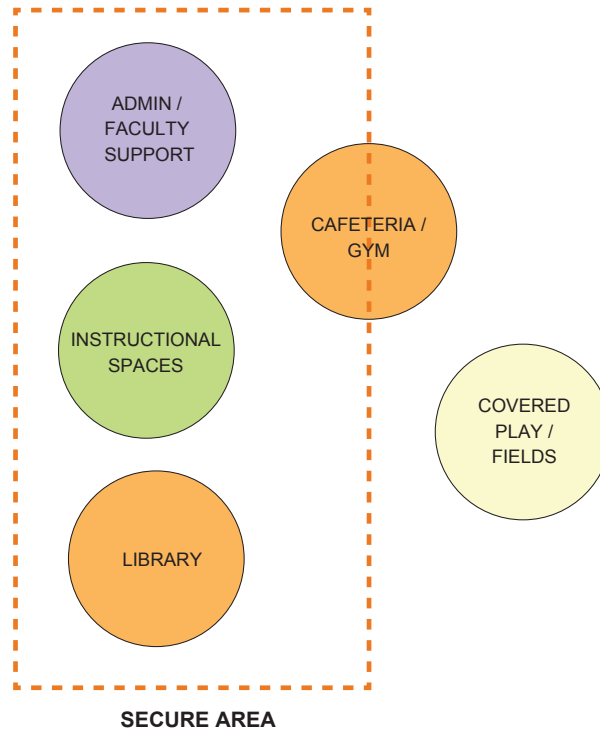 ADMIN /
FACULTY
SUPPORT
CAFETERIA /
GYM
INSTRUCTIONAL
SPACES
COVERED
PLAY /
FIELDS
LIBRARY
SECURE AREA